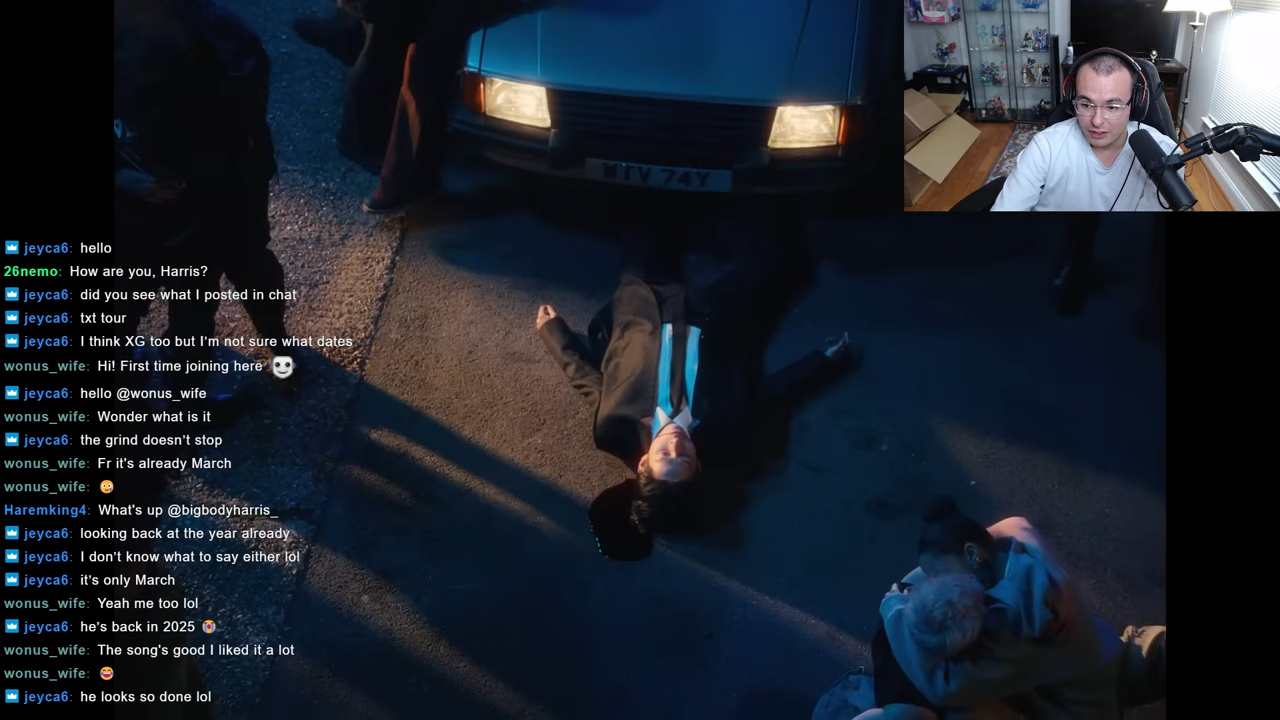 WTV 74Y
jeyca6: hello
26nemo: How are you, Harris?
jeyca6: did you see what I posted in chat
jeyca6: txt tour
jeyca6: I think XG too but I'm not sure what dates
wonus_wife: Hi! First time joining here
jeyca6: hello @wonus_wife
wonus_wife: Wonder what is it
jeyca6: the grind doesn't stop
wonus_wife: Fr it's already March
wonus_wife: 😳
Haremking4: What's up @bigbodyharris_
jeyca6: looking back at the year already
jeyca6: I don't know what to say either lol
jeyca6: it's only March
wonus_wife: Yeah me too lol
jeyca6: he's back in 2025 😭
wonus_wife: The song's good I liked it a lot
wonus_wife: 😂
jeyca6: he looks so done lol